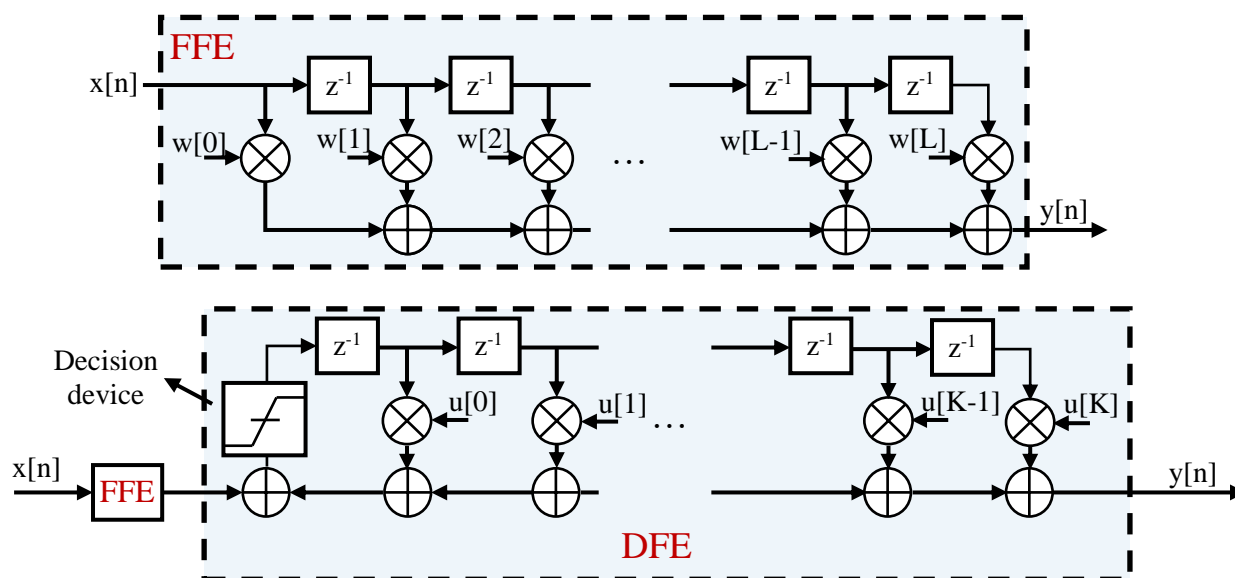 FFE
x[n]
z⁻¹
z⁻¹
z⁻¹
z⁻¹
w[0]
w[1]
w[2]
…
w[L-1]
w[L]
y[n]
Decision
device
z⁻¹
z⁻¹
z⁻¹
z⁻¹
u[0]
u[1]
…
u[K-1]
u[K]
x[n]
FFE
y[n]
DFE